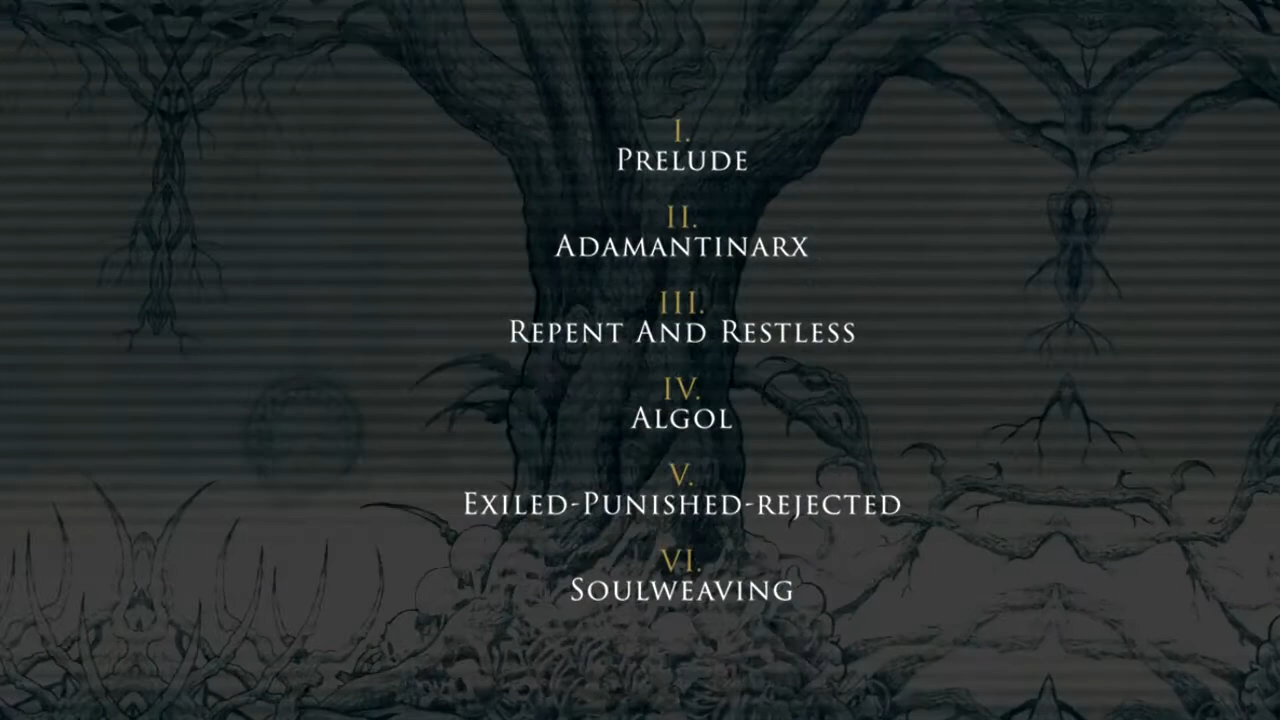 I.
Prelude
II.
Adamantinarx
III.
Repent And Restless
IV.
Algol
V.
Exiled-Punished-rejected
VI.
Soulweaving